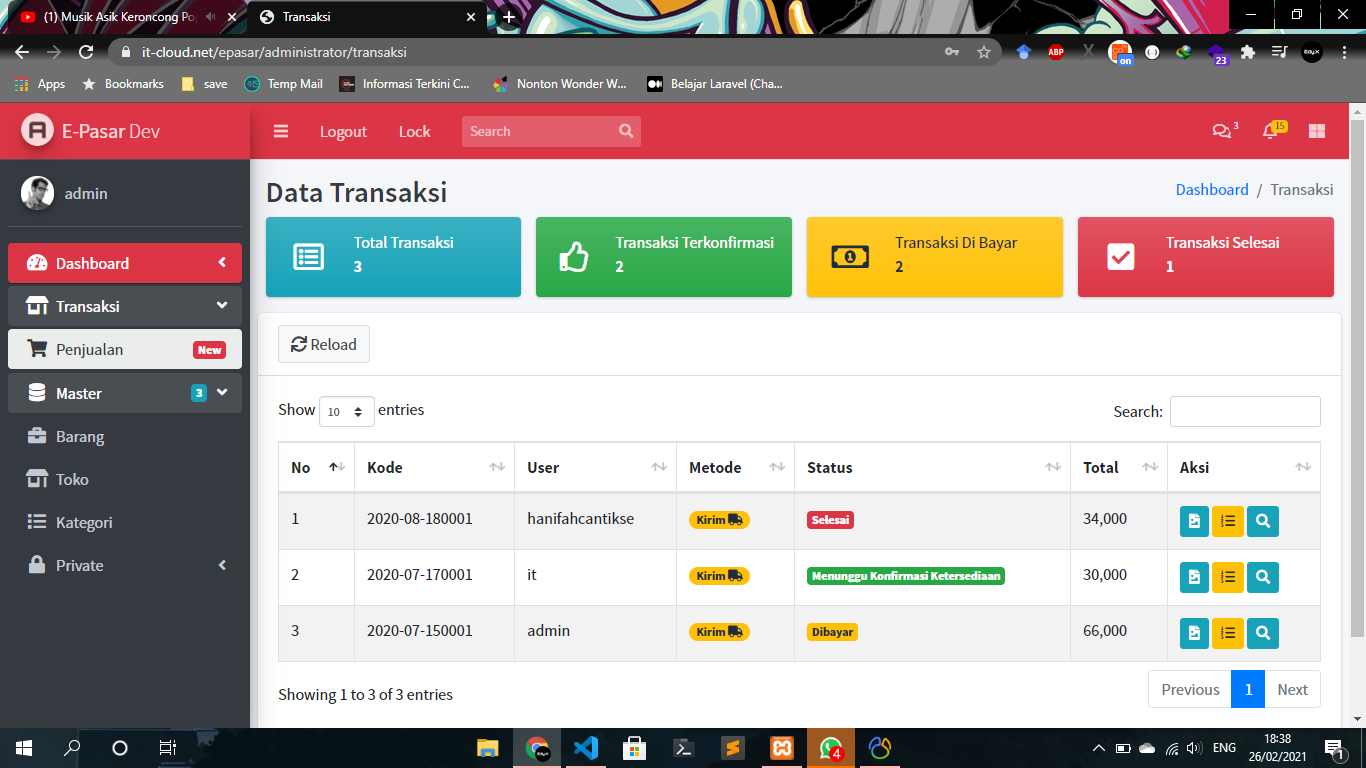 (1) Musik Asik Keroncong Po
Transaksi
it-cloud.net/epasar/administrator/transaksi
ABP
on
23
Apps
Bookmarks
save
Temp Mail
Informasi Terkini C...
Nonton Wonder W...
Belajar Laravel (Cha...
E-Pasar Dev
Logout
Lock
Search
3
15
admin
Dashboard
Transaksi
Penjualan New
Master 3
Barang
Toko
Kategori
Private
Data Transaksi
Dashboard / Transaksi
Total Transaksi
3
Transaksi Terkonfirmasi
2
Transaksi Di Bayar
2
Transaksi Selesai
1
Reload
Show 10 entries
Search:
No Kode User Metode Status Total Aksi
1 2020-08-180001 hanifahcantikse Kirim Selesai 34,000
2 2020-07-170001 it Kirim Menunggu Konfirmasi Ketersediaan 30,000
3 2020-07-150001 admin Kirim Dibayar 66,000
Showing 1 to 3 of 3 entries
Previous 1 Next
4
ENG
18:38
26/02/2021
1